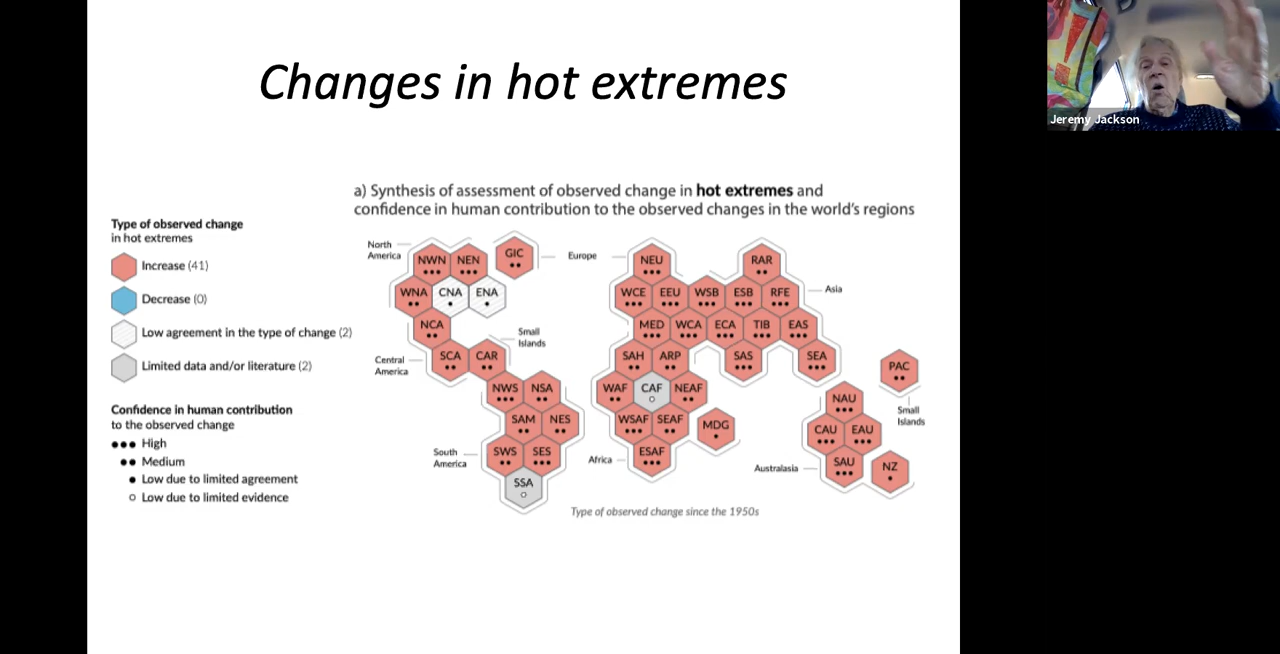 Changes in hot extremes
a) Synthesis of assessment of observed change in hot extremes and
confidence in human contribution to the observed changes in the world's regions
Type of observed change
in hot extremes
Increase (41)
Decrease (0)
Low agreement in the type of change (2)
Limited data and/or literature (2)
Confidence in human contribution
to the observed change
●●● High
●● Medium
● Low due to limited agreement
○ Low due to limited evidence
North
America
NWN NEN GIC
WNA CNA ENA
NCA
Small
Islands
Central
America
SCA CAR
NWS NSA
SAM NES
South
America
SWS SES
SSA
Europe
NEU RAR
WCE EEU WSB ESB RFE
Asia
MED WCA ECA TIB EAS
SAH ARP SAS SEA
WAF CAF NEAF
WSAF SEAF MDG
Africa
ESAF
PAC
Small
Islands
NAU
CAU EAU
Australasia
SAU NZ
Type of observed change since the 1950s
Jeremy Jackson